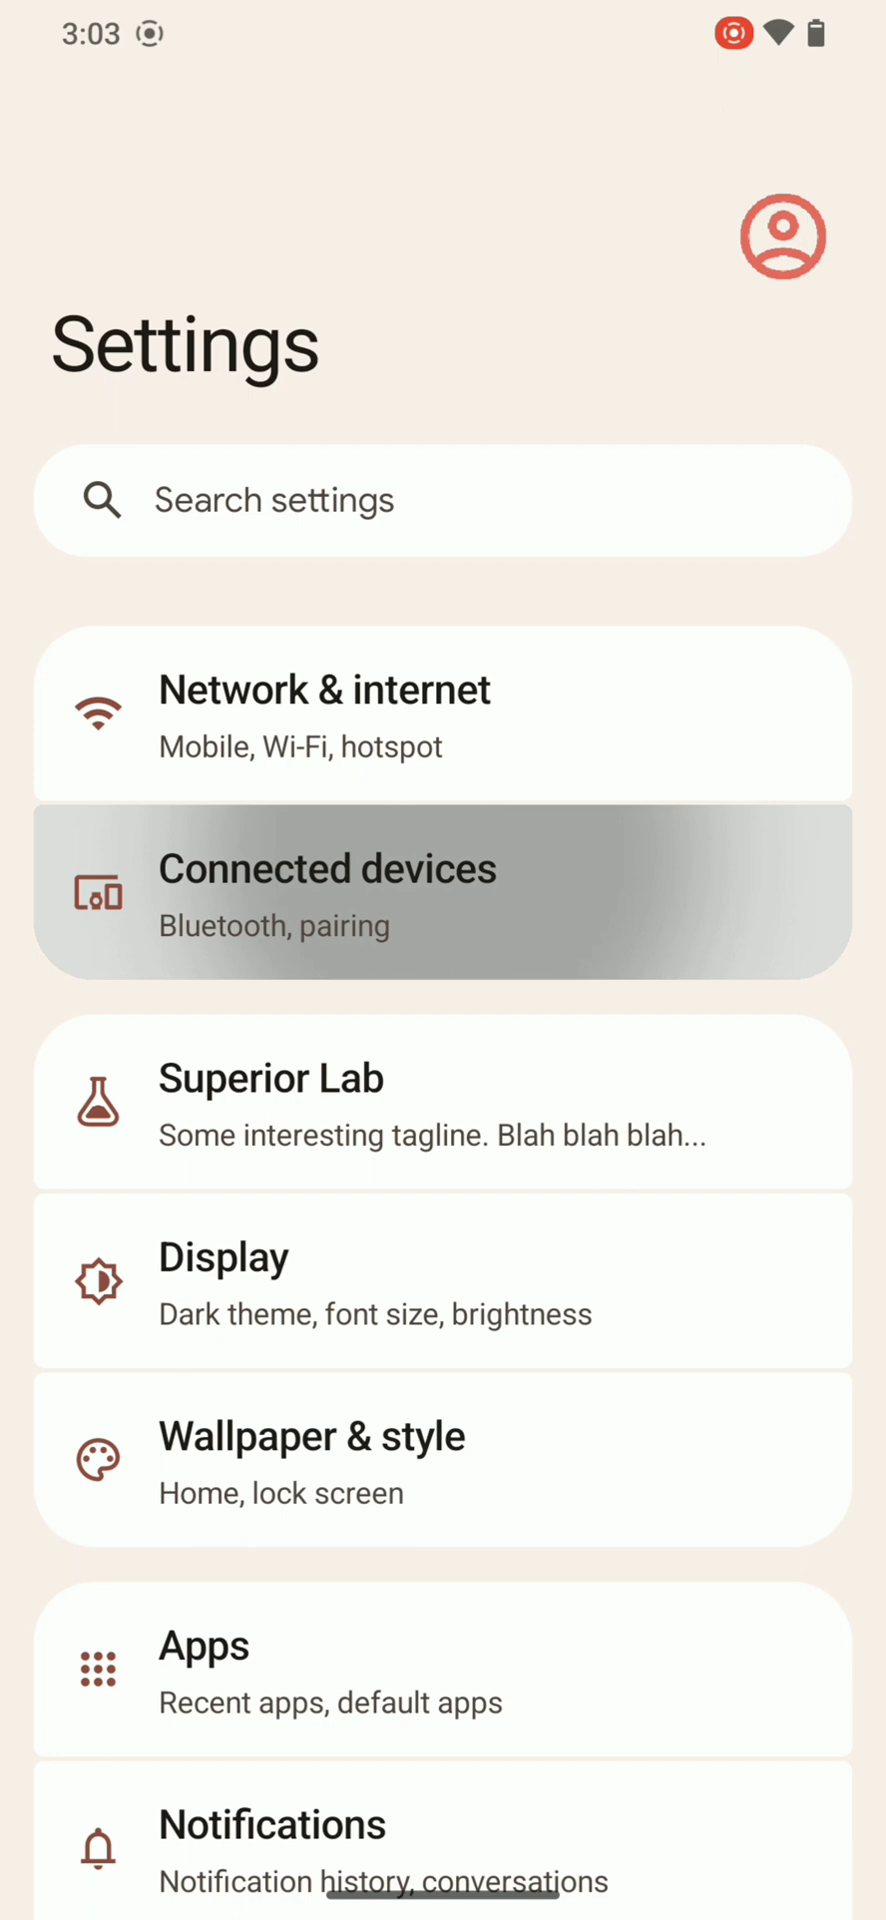 3:03
Settings
Search settings
Network & internet
Mobile, Wi-Fi, hotspot
Connected devices
Bluetooth, pairing
Superior Lab
Some interesting tagline. Blah blah blah...
Display
Dark theme, font size, brightness
Wallpaper & style
Home, lock screen
Apps
Recent apps, default apps
Notifications
Notification history, conversations